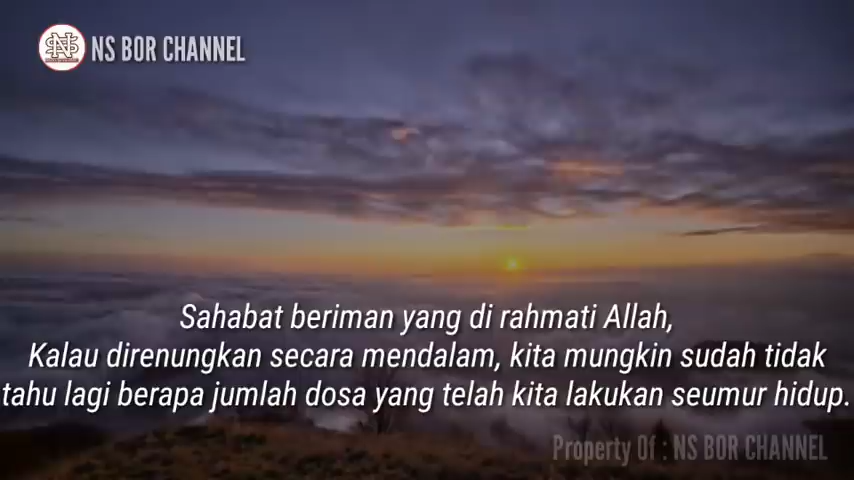 NS BOR CHANNEL
Sahabat beriman yang di rahmati Allah,
Kalau direnungkan secara mendalam, kita mungkin sudah tidak
tahu lagi berapa jumlah dosa yang telah kita lakukan seumur hidup.
Property Of : NS BOR CHANNEL